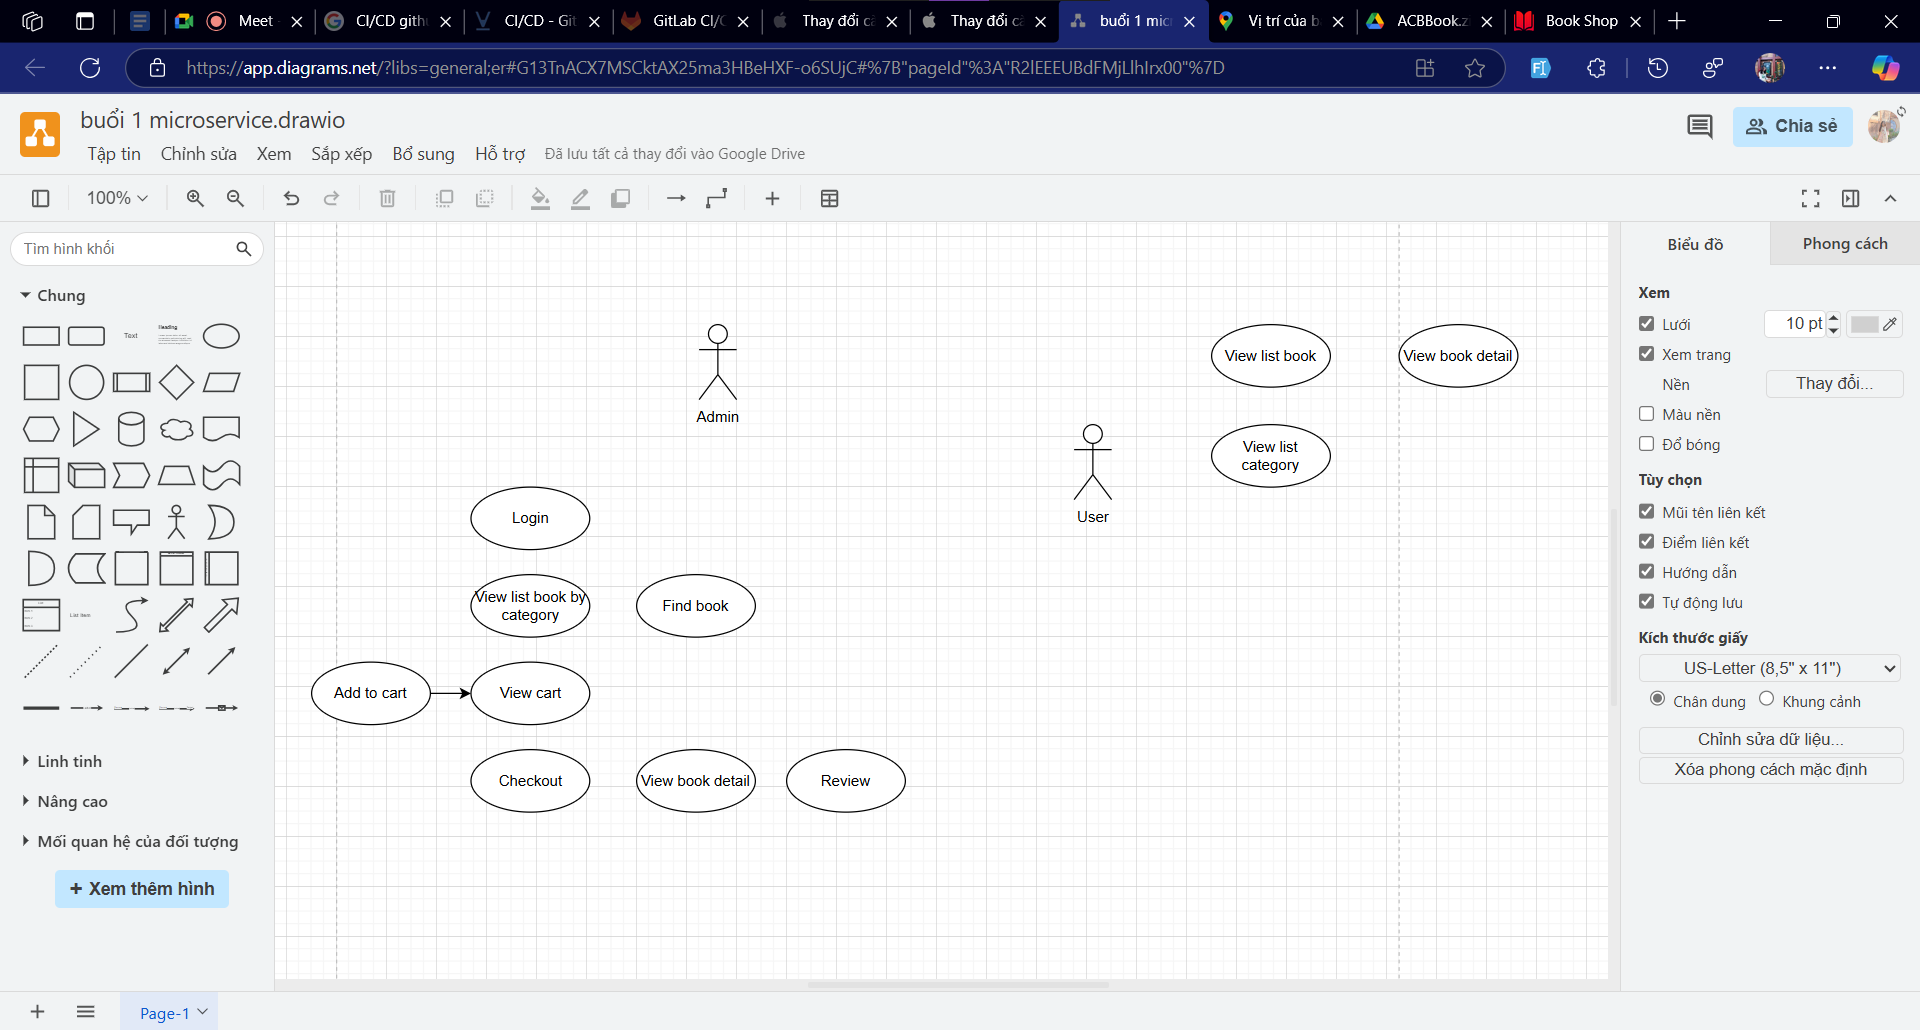 Meet -
CI/CD gith
CI/CD - Git
GitLab CI/C
Thay đổi cà
Thay đổi cà
buổi 1 mic
Vị trí của b
ACBBook.z
Book Shop
https://app.diagrams.net/?libs=general;er#G13TnACX7MSCktAX25ma3HBeHXF-o6SUjC#%7B"pageId"%3A"R2lEEEUBdFMjLlhIrx00"%7D
buổi 1 microservice.drawio
Tập tin Chỉnh sửa Xem Sắp xếp Bổ sung Hỗ trợ Đã lưu tất cả thay đổi vào Google Drive
Chia sẻ
100%
Tìm hình khối
Chung
Text
Heading
List Item
Linh tinh
Nâng cao
Mối quan hệ của đối tượng
+ Xem thêm hình
Admin
User
View list book
View book detail
View list
category
Login
View list book by
category
Find book
Add to cart
View cart
Checkout
View book detail
Review
Biểu đồ
Phong cách
Xem
Lưới
10 pt
Xem trang
Nền
Thay đổi...
Màu nền
Đổ bóng
Tùy chọn
Mũi tên liên kết
Điểm liên kết
Hướng dẫn
Tự động lưu
Kích thước giấy
US-Letter (8,5" x 11")
Chân dung
Khung cảnh
Chỉnh sửa dữ liệu...
Xóa phong cách mặc định
Page-1